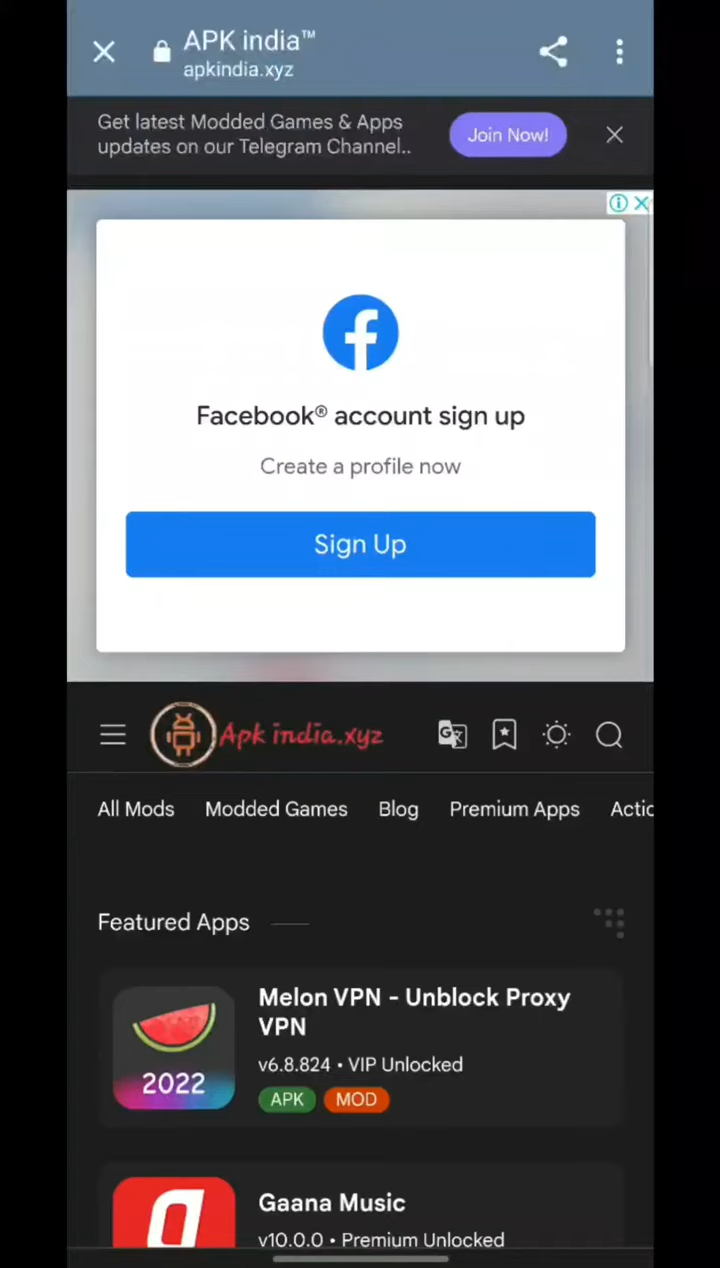 APK india™
apkindia.xyz
Get latest Modded Games & Apps
updates on our Telegram Channel..
Join Now!
Facebook® account sign up
Create a profile now
Sign Up
Apk india.xyz
All Mods Modded Games Blog Premium Apps Actic
Featured Apps
Melon VPN - Unblock Proxy
VPN
v6.8.824 • VIP Unlocked
2022
APK MOD
Gaana Music
v10.0.0 • Premium Unlocked